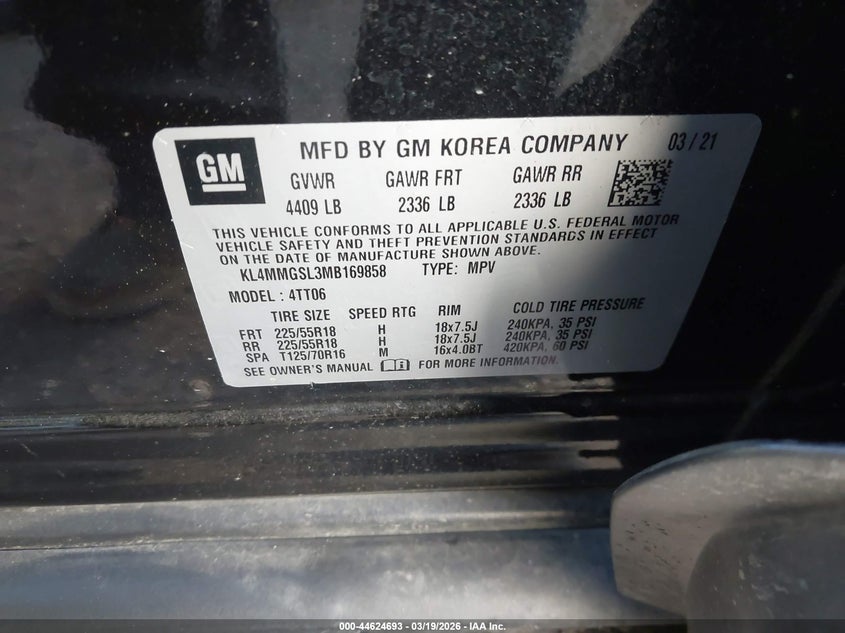 GM
MFD BY GM KOREA COMPANY 03/21
GVWR GAWR FRT GAWR RR
4409 LB 2336 LB 2336 LB
THIS VEHICLE CONFORMS TO ALL APPLICABLE U.S. FEDERAL MOTOR
VEHICLE SAFETY AND THEFT PREVENTION STANDARDS IN EFFECT
ON THE DATE OF MANUFACTURE SHOWN ABOVE.
KL4MMGSL3MB169858 TYPE: MPV
MODEL : 4TT06
TIRE SIZE SPEED RTG RIM COLD TIRE PRESSURE
FRT 225/55R18 H 18x7.5J 240KPA, 35 PSI
RR 225/55R18 H 18x7.5J 240KPA, 35 PSI
SPA T125/70R16 M 16x4.0BT 420KPA, 60 PSI
SEE OWNER'S MANUAL FOR MORE INFORMATION.
000-44624693 - 03/19/2026 - IAA Inc.